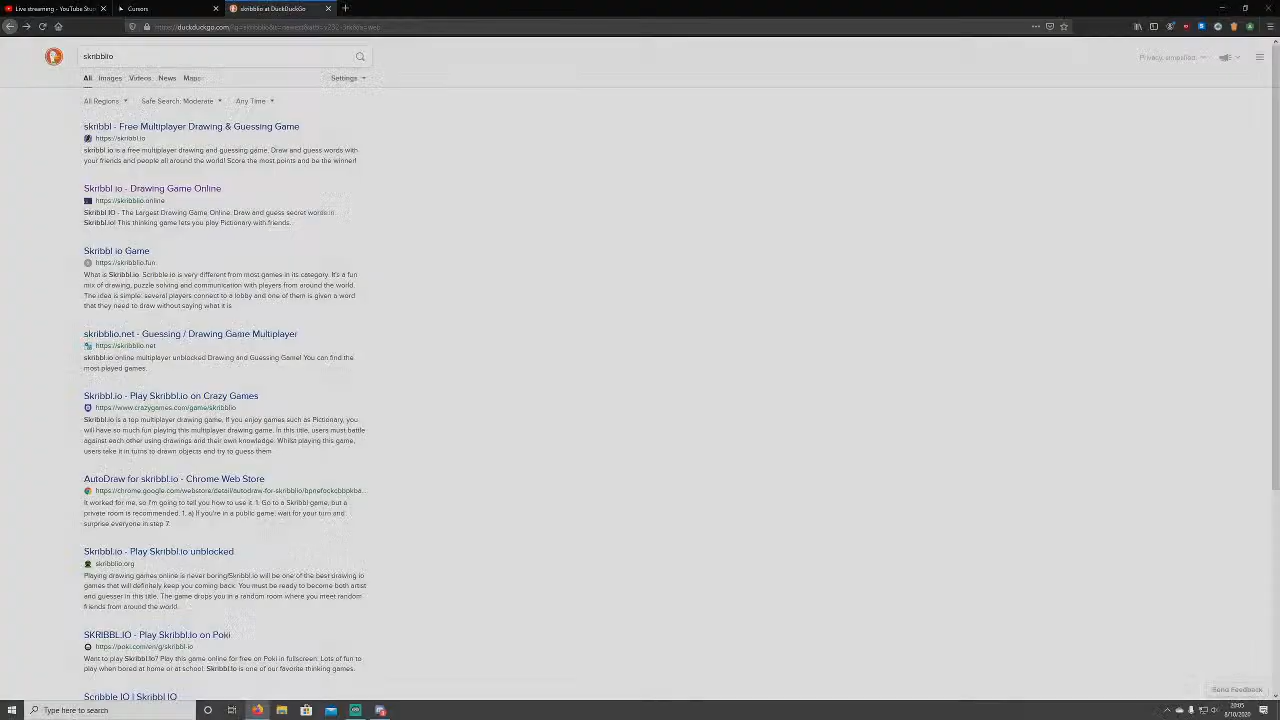 Live streaming - YouTube Stu
Cursors
skribblio at DuckDuckGo
skribblio
All Images Videos News Maps
Settings
Privacy, simplified.
All Regions
Safe Search: Moderate
Any Time
skribbl - Free Multiplayer Drawing & Guessing Game
https://skribbl.io
skribbl.io is a free multiplayer drawing and guessing game. Draw and guess words with
your friends and people all around the world! Score the most points and be the winner!
Skribbl io - Drawing Game Online
https://skribblio.online
Skribbl IO - The Largest Drawing Game Online. Draw and guess secret words in
Skribbl.io! This thinking game lets you play Pictionary with friends.
Skribbl io Game
https://skribblio.fun
What is Skribbl.io. Scribble.io is very different from most games in its category. It's a fun
mix of drawing, puzzle solving and communication with players from around the world.
The idea is simple: several players connect to a lobby and one of them is given a word
that they need to draw without saying what it is
skribblio.net - Guessing / Drawing Game Multiplayer
https://skribblio.net
skribbl.io online multiplayer unblocked Drawing and Guessing Game! You can find the
most played games.
Skribbl.io - Play Skribbl.io on Crazy Games
https://www.crazygames.com/game/skribblio
Skribbl.io is a top multiplayer drawing game. If you enjoy games such as Pictionary, you
will have so much fun playing this multiplayer drawing game. In this title, users must battle
against each other using drawings and their own knowledge. Whilst playing this game,
users take it in turns to drawn objects and try to guess them
AutoDraw for skribbl.io - Chrome Web Store
https://chrome.google.com/webstore/detail/autodraw-for-skribblio/bpnefockcbbpkba...
It worked for me, so I'm going to tell you how to use it. 1. Go to a Skribbl game, but a
private room is recommended. 1. a) If you're in a public game, wait for your turn and
surprise everyone in step 7.
Skribbl.io - Play Skribbl.io unblocked
skribblio.org
Playing drawing games online is never boring!Skribbl.io will be one of the best drawing io
games that will definitely keep you coming back. You must be ready to become both artist
and guesser in this title. The game drops you in a random room where you meet random
friends from around the world.
SKRIBBL.IO - Play Skribbl.io on Poki
https://poki.com/en/g/skribbl-io
Want to play Skribbl.io? Play this game online for free on Poki in fullscreen. Lots of fun to
play when bored at home or at school. Skribbl.io is one of our favorite thinking games.
Scribble IO | Skribbl IO
Send Feedback
Type here to search
20:05
8/10/2020